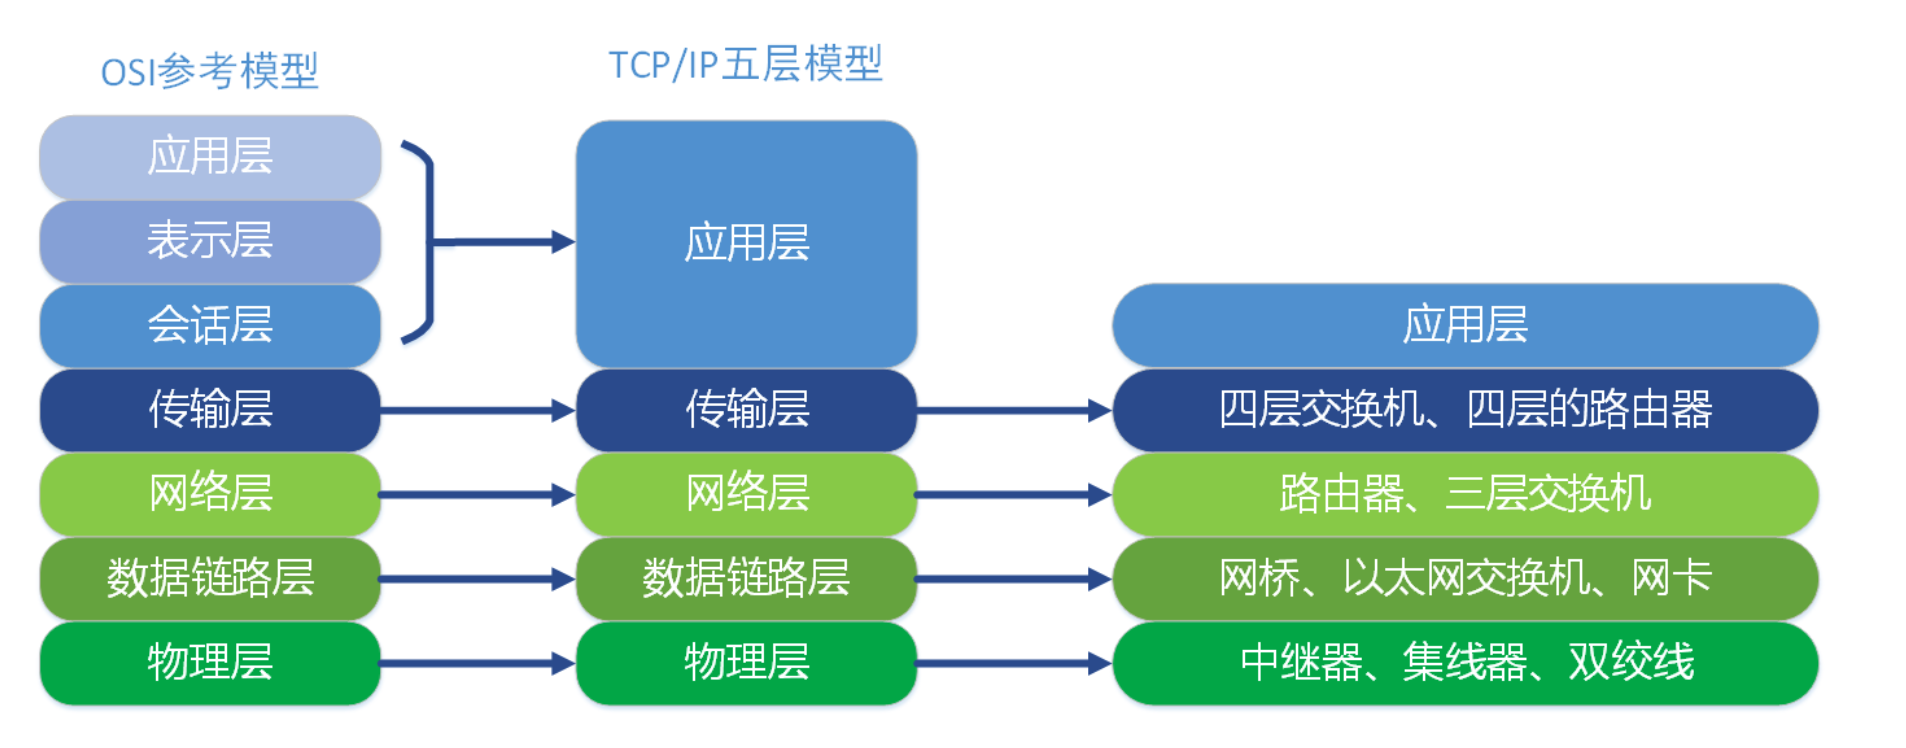 OSI参考模型
TCP/IP五层模型
应用层
表示层
会话层
传输层
网络层
数据链路层
物理层
应用层
传输层
网络层
数据链路层
物理层
应用层
四层交换机、四层的路由器
路由器、三层交换机
网桥、以太网交换机、网卡
中继器、集线器、双绞线